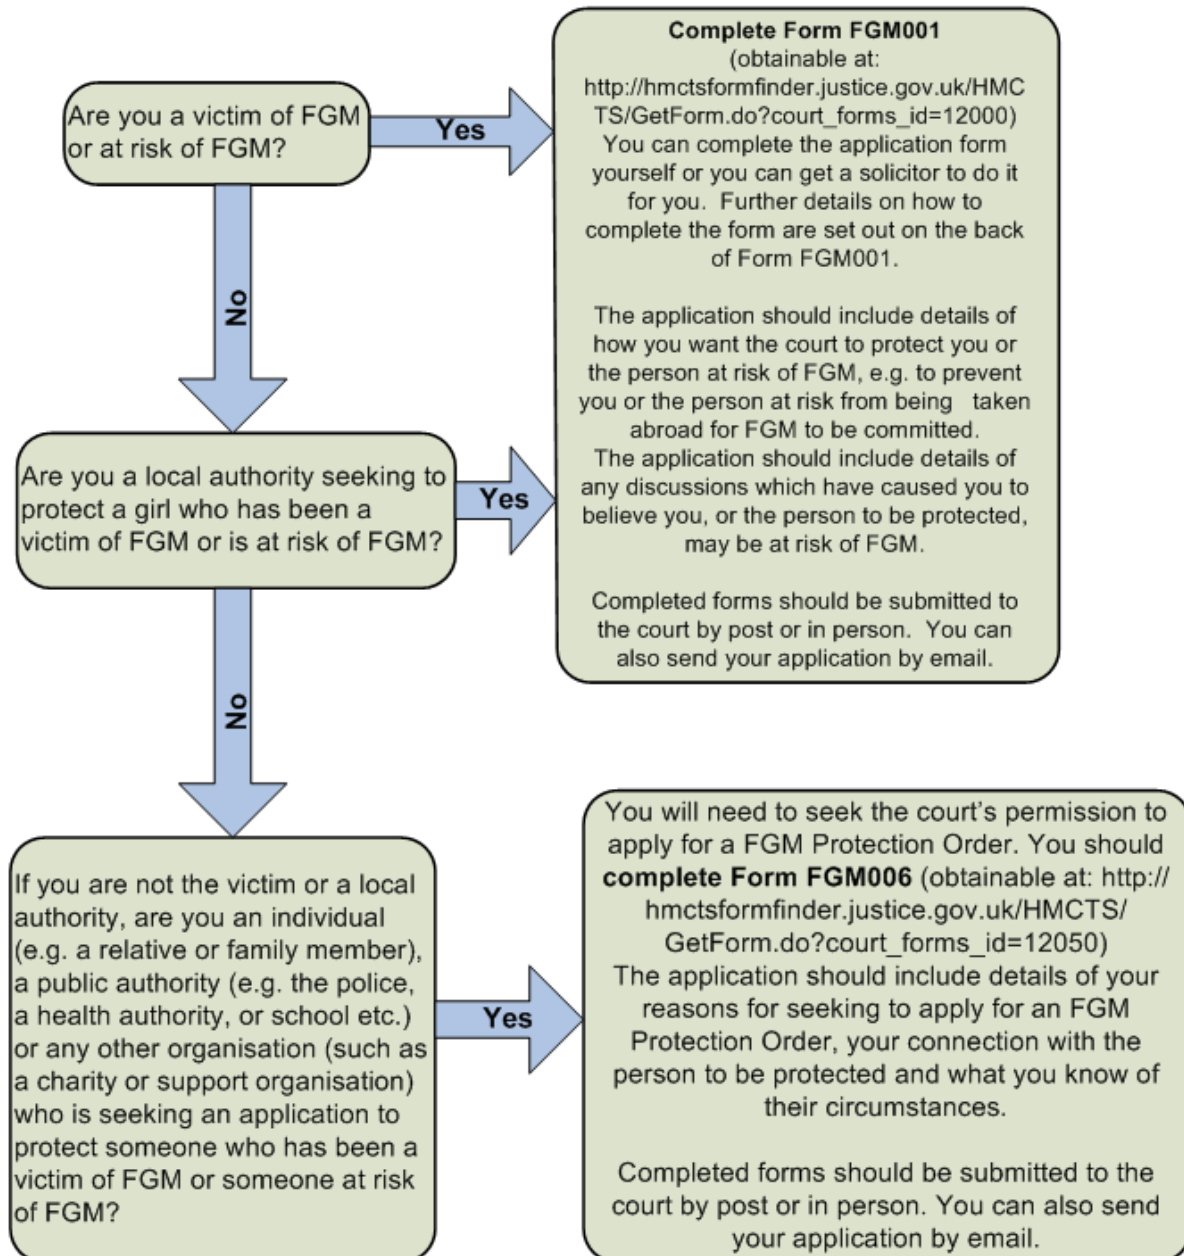 Are you a victim of FGM
or at risk of FGM?
Yes
Complete Form FGM001
(obtainable at:
http://hmctsformfinder.justice.gov.uk/HMC
TS/GetForm.do?court_forms_id=12000)
You can complete the application form
yourself or you can get a solicitor to do it
for you.  Further details on how to
complete the form are set out on the back
of Form FGM001.
The application should include details of
how you want the court to protect you or
the person at risk of FGM, e.g. to prevent
you or the person at risk from being   taken
abroad for FGM to be committed.
The application should include details of
any discussions which have caused you to
believe you, or the person to be protected,
may be at risk of FGM.
Completed forms should be submitted to
the court by post or in person.  You can
also send your application by email.
No
Are you a local authority seeking to
protect a girl who has been a
victim of FGM or is at risk of FGM?
Yes
No
If you are not the victim or a local
authority, are you an individual
(e.g. a relative or family member),
a public authority (e.g. the police,
a health authority, or school etc.)
or any other organisation (such as
a charity or support organisation)
who is seeking an application to
protect someone who has been a
victim of FGM or someone at risk
of FGM?
Yes
You will need to seek the court's permission to
apply for a FGM Protection Order. You should
complete Form FGM006 (obtainable at: http://
hmctsformfinder.justice.gov.uk/HMCTS/
GetForm.do?court_forms_id=12050)
The application should include details of your
reasons for seeking to apply for an FGM
Protection Order, your connection with the
person to be protected and what you know of
their circumstances.
Completed forms should be submitted to the
court by post or in person. You can also send
your application by email.